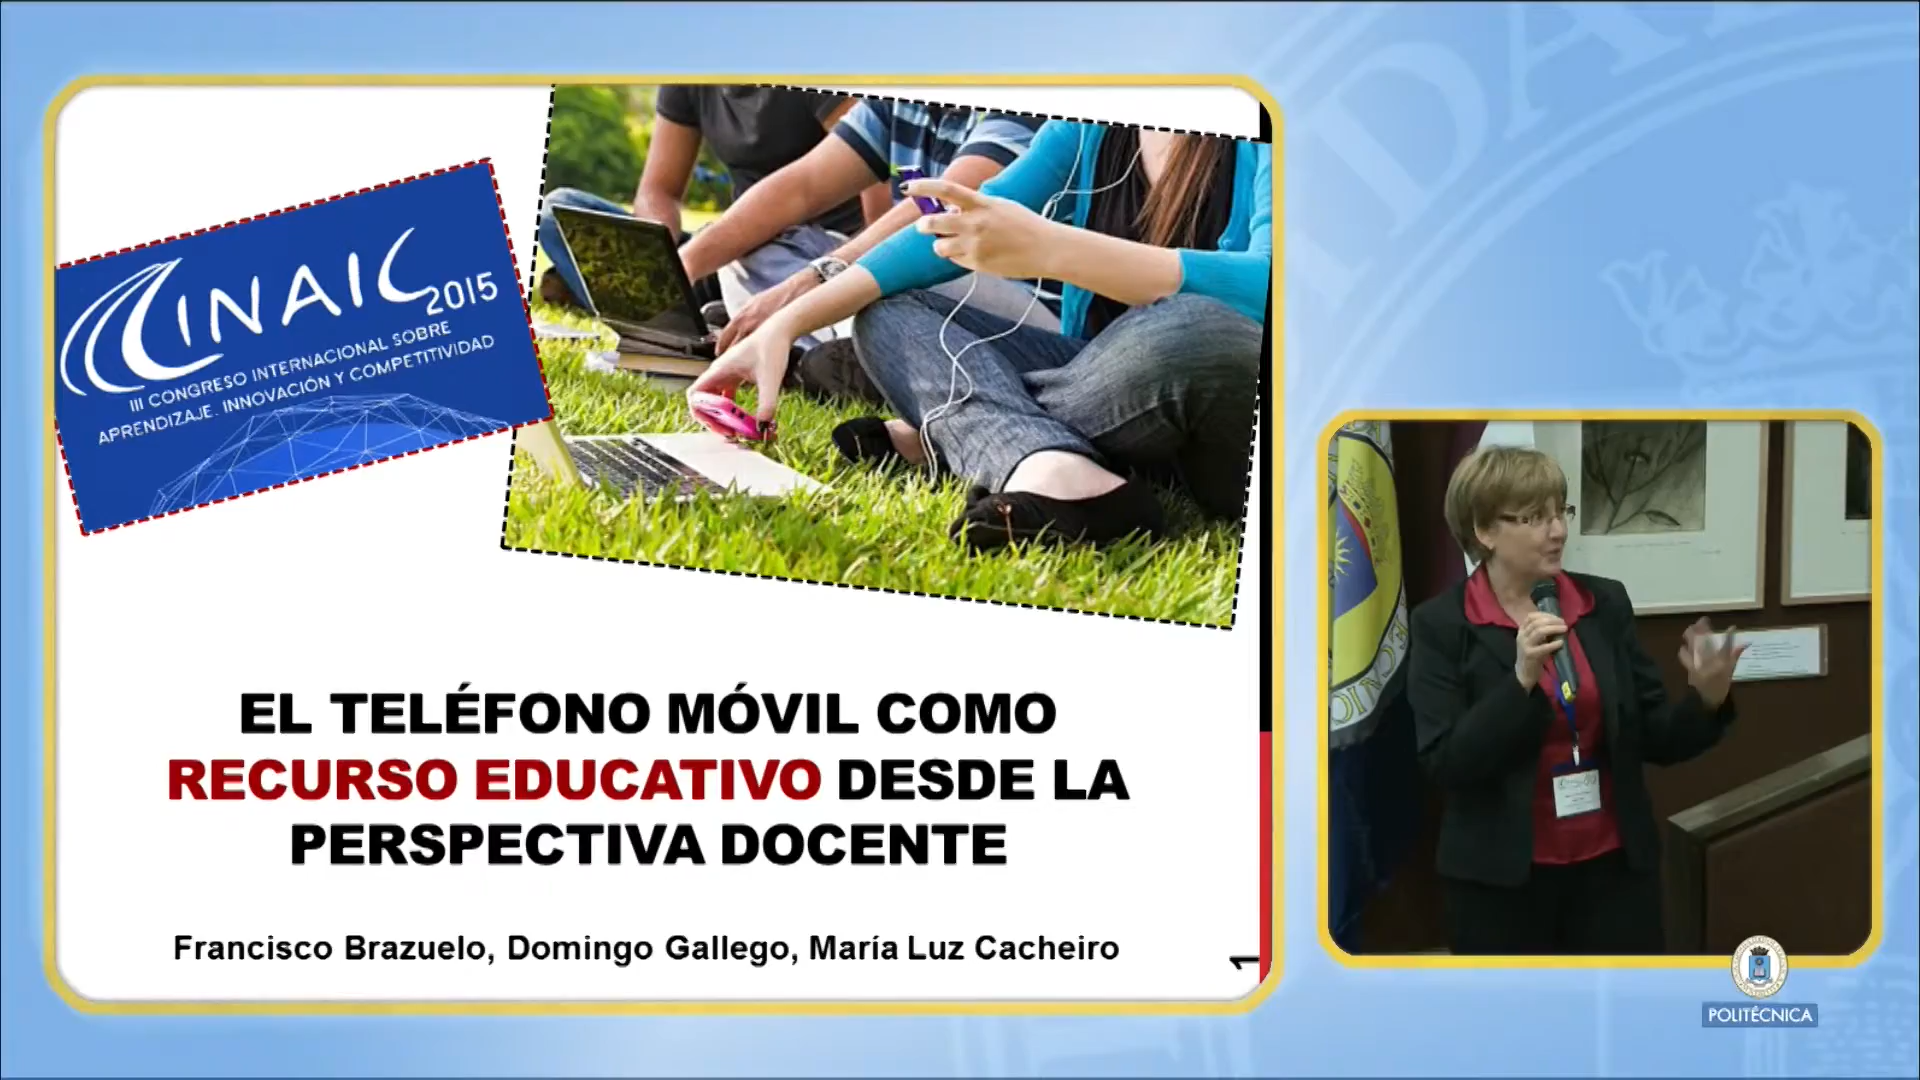 CINAIC 2015
III CONGRESO INTERNACIONAL SOBRE
APRENDIZAJE, INNOVACIÓN Y COMPETITIVIDAD
EL TELÉFONO MÓVIL COMO
RECURSO EDUCATIVO DESDE LA
PERSPECTIVA DOCENTE
Francisco Brazuelo, Domingo Gallego, María Luz Cacheiro
1
POLITÉCNICA